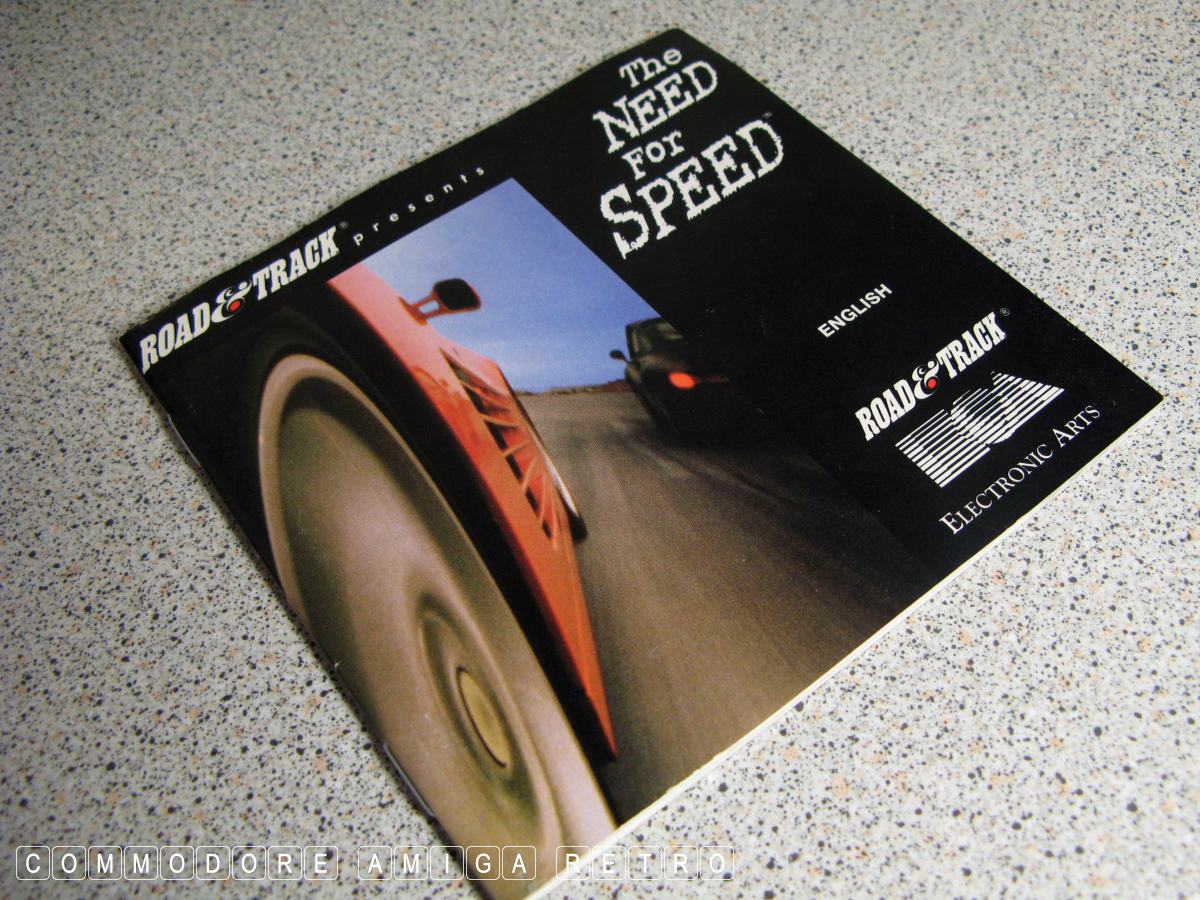 ROAD & TRACK®
Presents
The
NEED
For
SPEED™
ENGLISH
ROAD & TRACK®
ELECTRONIC ARTS
COMMODORE AMIGA RETRO